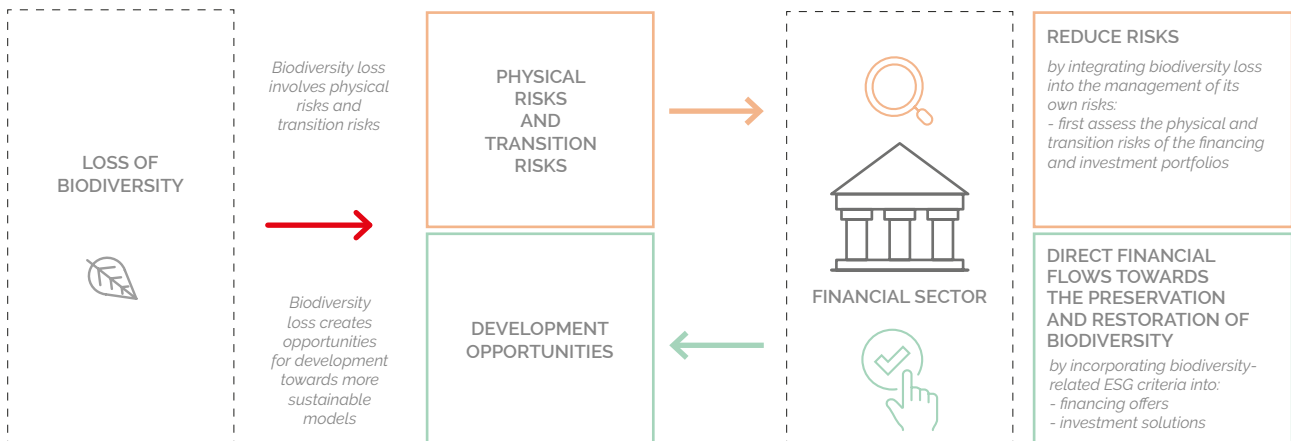 LOSS OF
BIODIVERSITY
Biodiversity loss
involves physical
risks and
transition risks
Biodiversity
loss creates
opportunities
for development
towards more
sustainable
models
PHYSICAL
RISKS
AND
TRANSITION
RISKS
DEVELOPMENT
OPPORTUNITIES
FINANCIAL SECTOR
REDUCE RISKS
by integrating biodiversity loss
into the management of its
own risks:
- first assess the physical and
transition risks of the financing
and investment portfolios
DIRECT FINANCIAL
FLOWS TOWARDS
THE PRESERVATION
AND RESTORATION OF
BIODIVERSITY
by incorporating biodiversity-
related ESG criteria into:
- financing offers
- investment solutions